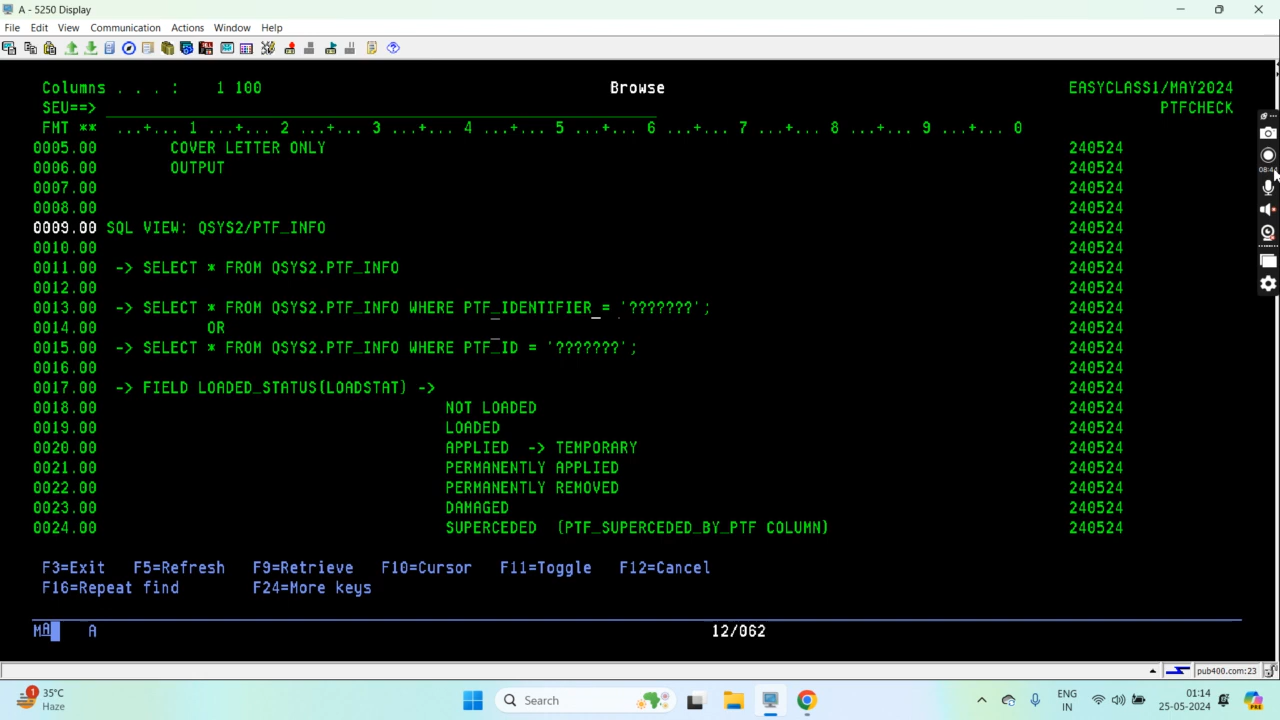 A - 5250 Display
File Edit View Communication Actions Window Help
Columns . . . : 1 100 Browse EASYCLASS1/MAY2024
SEU==> PTFCHECK
FMT ** ...+... 1 ...+... 2 ...+... 3 ...+... 4 ...+... 5 ...+... 6 ...+... 7 ...+... 8 ...+... 9 ...+... 0
0005.00 COVER LETTER ONLY 240524
0006.00 OUTPUT 240524
0007.00 240524
0008.00 240524
0009.00 SQL VIEW: QSYS2/PTF_INFO 240524
0010.00 240524
0011.00 -> SELECT * FROM QSYS2.PTF_INFO 240524
0012.00 240524
0013.00 -> SELECT * FROM QSYS2.PTF_INFO WHERE PTF_IDENTIFIER = '???????'; 240524
0014.00 OR 240524
0015.00 -> SELECT * FROM QSYS2.PTF_INFO WHERE PTF_ID = '???????'; 240524
0016.00 240524
0017.00 -> FIELD LOADED_STATUS(LOADSTAT) -> 240524
0018.00 NOT LOADED 240524
0019.00 LOADED 240524
0020.00 APPLIED -> TEMPORARY 240524
0021.00 PERMANENTLY APPLIED 240524
0022.00 PERMANENTLY REMOVED 240524
0023.00 DAMAGED 240524
0024.00 SUPERCEDED (PTF_SUPERCEDED_BY_PTF COLUMN) 240524
F3=Exit F5=Refresh F9=Retrieve F10=Cursor F11=Toggle F12=Cancel
F16=Repeat find F24=More keys
MA A 12/062
pub400.com:23
35°C
Haze
1
Search
ENG
IN
01:14
25-05-2024
PRE